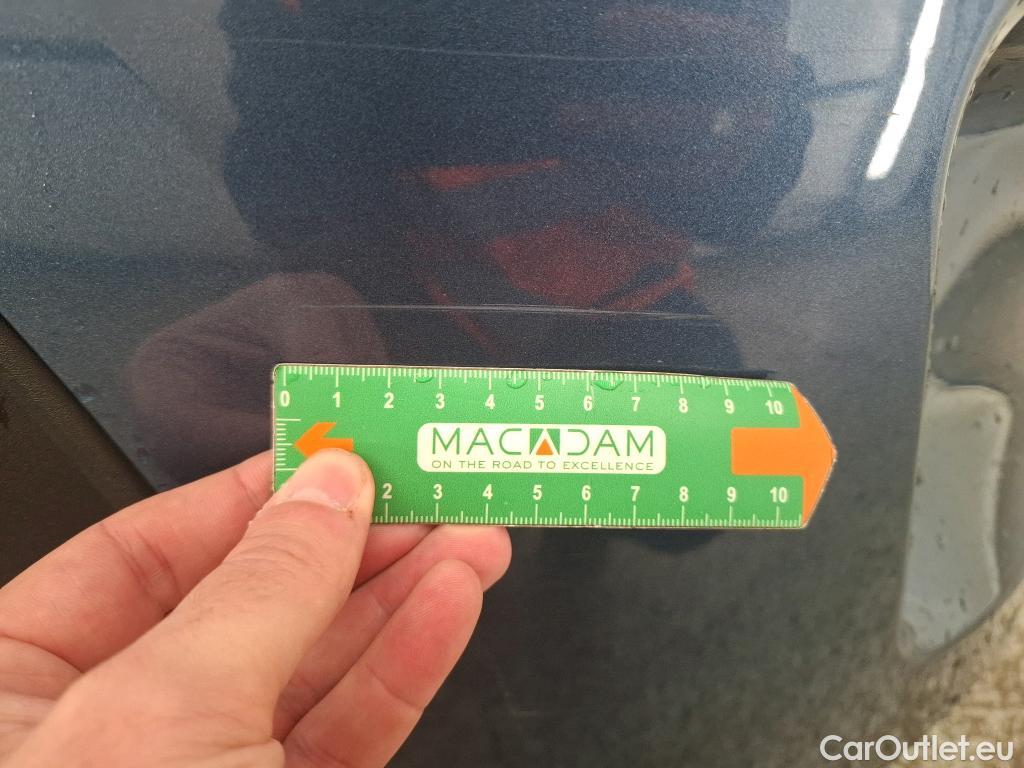 0 1 2 3 4 5 6 7 8 9 10
MACADAM
ON THE ROAD TO EXCELLENCE
2 3 4 5 6 7 8 9 10
CarOutlet.eu